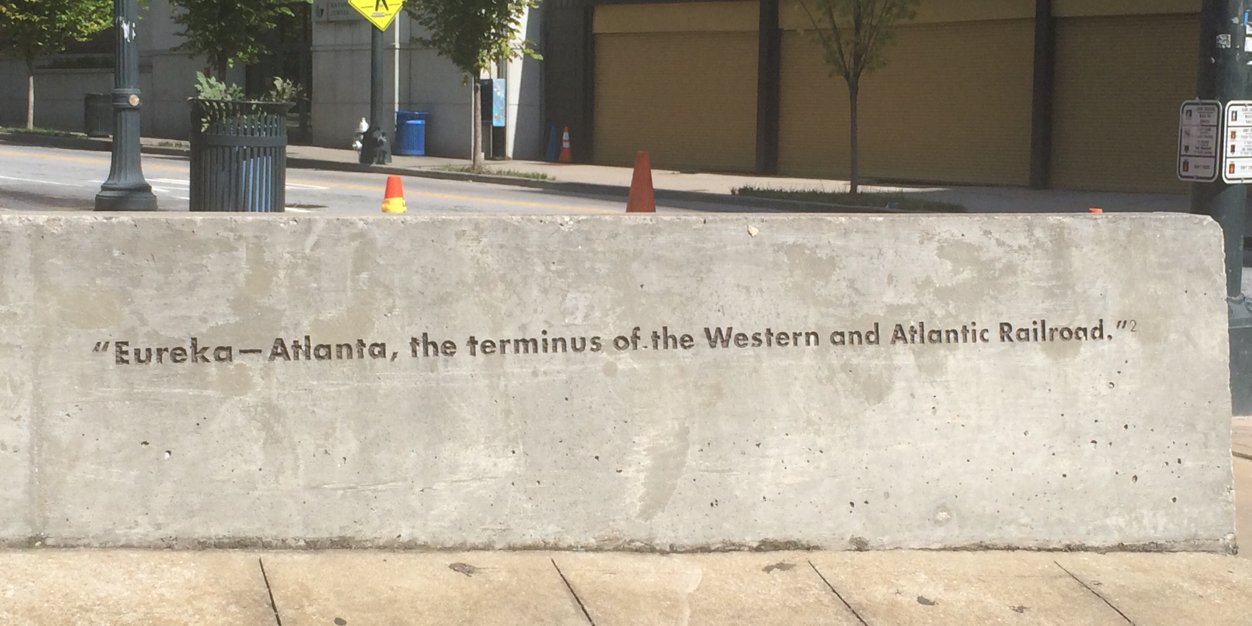 “Eureka—Atlanta, the terminus of the Western and Atlantic Railroad.”2